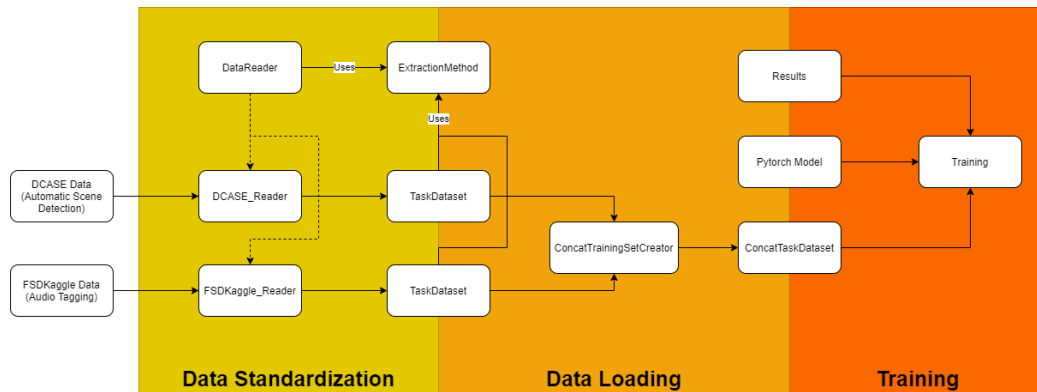 DataReader
Uses
ExtractionMethod
Results
Uses
Pytorch Model
Training
DCASE Data
(Automatic Scene
Detection)
DCASE_Reader
TaskDataset
ConcatTrainingSetCreator
ConcatTaskDataset
FSDKaggle Data
(Audio Tagging)
FSDKaggle_Reader
TaskDataset
Data Standardization
Data Loading
Training